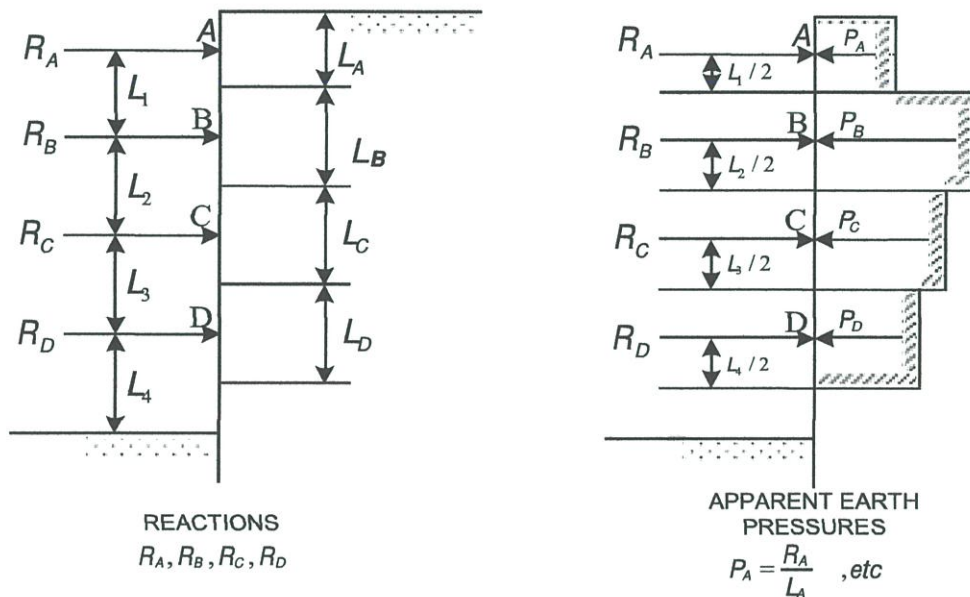 A
R_A
L_A
L_1
B
R_B
L_B
L_2
C
R_C
L_C
L_3
D
R_D
L_D
L_4
REACTIONS
R_A, R_B, R_C, R_D
A
R_A
P_A
L_1 / 2
B
R_B
P_B
L_2 / 2
C
R_C
P_C
L_3 / 2
D
R_D
P_D
L_4 / 2
APPARENT EARTH
PRESSURES
P_A = R_A / L_A , etc